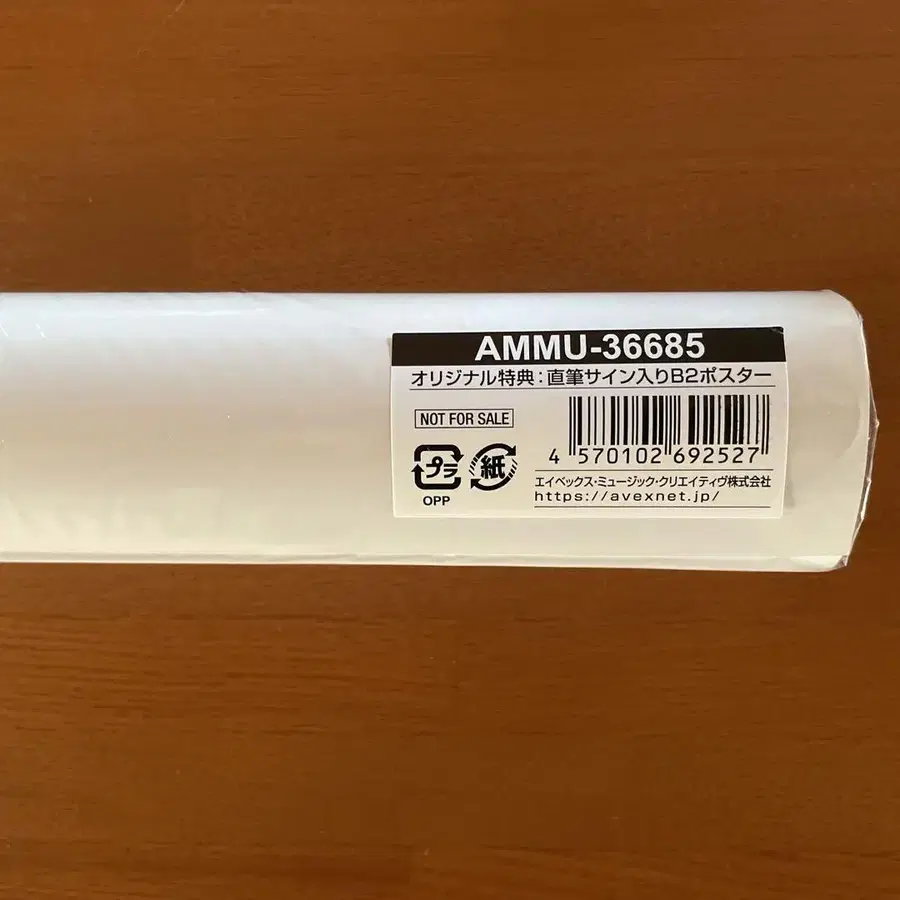 AMMU-36685
オリジナル特典：直筆サイン入りB2ポスター
NOT FOR SALE
プラ
紙
OPP
4 570102 692527
エイベックス・ミュージック・クリエイティヴ株式会社
https://avexnet.jp/